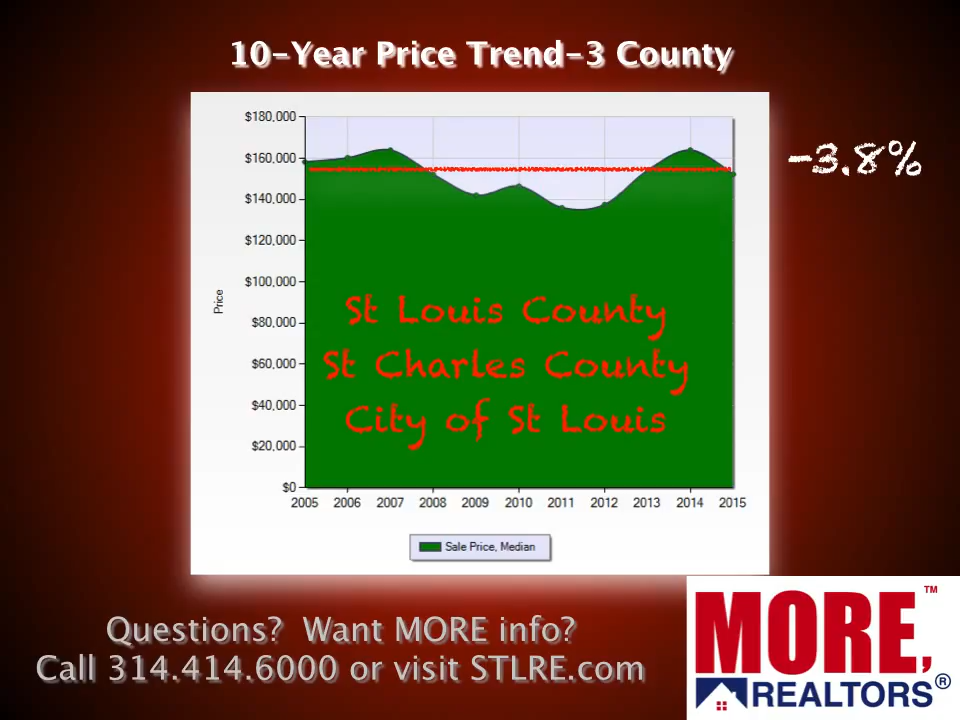 10-Year Price Trend-3 County
$180,000
$160,000
$140,000
$120,000
$100,000
$80,000
$60,000
$40,000
$20,000
$0
Price
-3.8%
St Louis County
St Charles County
City of St Louis
2005 2006 2007 2008 2009 2010 2011 2012 2013 2014 2015
Sale Price, Median
Questions? Want MORE info?
Call 314.414.6000 or visit STLRE.com
MORE,™
REALTORS®